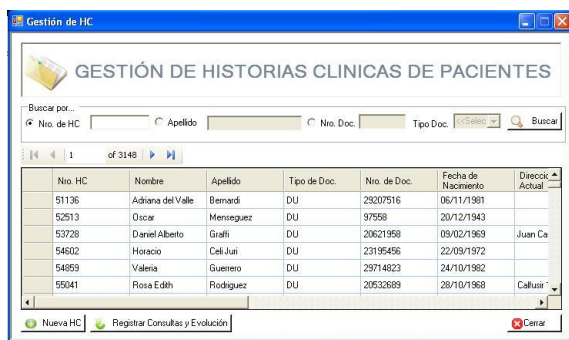 Gestión de HC
GESTIÓN DE HISTORIAS CLINICAS DE PACIENTES
Buscar por...
Nro. de HC Apellido Nro. Doc. Tipo Doc. <<Selec Buscar
1 of 3148
Nro. HC Nombre Apellido Tipo de Doc. Nro. de Doc. Fecha de Nacimiento Direcció Actual
51136 Adriana del Valle Bernardi DU 29207516 06/11/1981
52513 Oscar Menseguez DU 97558 20/12/1943
53728 Daniel Alberto Graffi DU 20621958 09/02/1969 Juan Ca
54602 Horacio Celi Juri DU 23195456 22/09/1972
54859 Valeria Guerrero DU 29714823 24/10/1982
55041 Rosa Edith Rodriguez DU 20532689 28/10/1968 Calfusir
Nueva HC Registrar Consultas y Evolución Cerrar